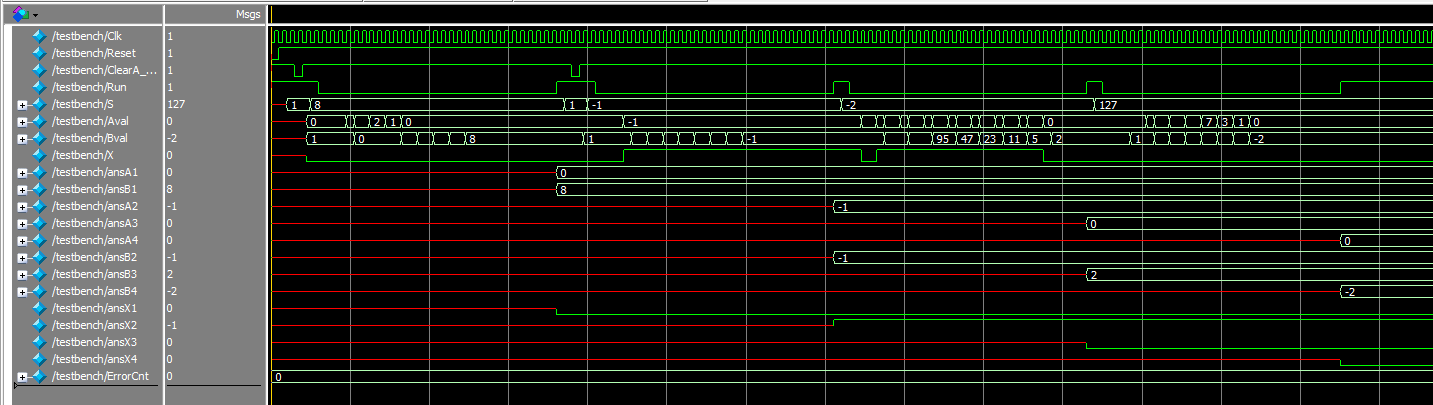 Msgs
/testbench/Clk 1
/testbench/Reset 1
/testbench/ClearA_... 1
/testbench/Run 1
/testbench/S 127 1 8 1 -1 -2 127
/testbench/Aval 0 0 2 1 0 -1 0 7 3 1 0
/testbench/Bval -2 1 0 8 1 -1 95 47 23 11 5 2 1 -2
/testbench/X 0
/testbench/ansA1 0 0
/testbench/ansB1 8 8
/testbench/ansA2 -1 -1
/testbench/ansA3 0 0
/testbench/ansA4 0 0
/testbench/ansB2 -1 -1
/testbench/ansB3 2 2
/testbench/ansB4 -2 -2
/testbench/ansX1 0
/testbench/ansX2 -1
/testbench/ansX3 0
/testbench/ansX4 0
/testbench/ErrorCnt 0 0